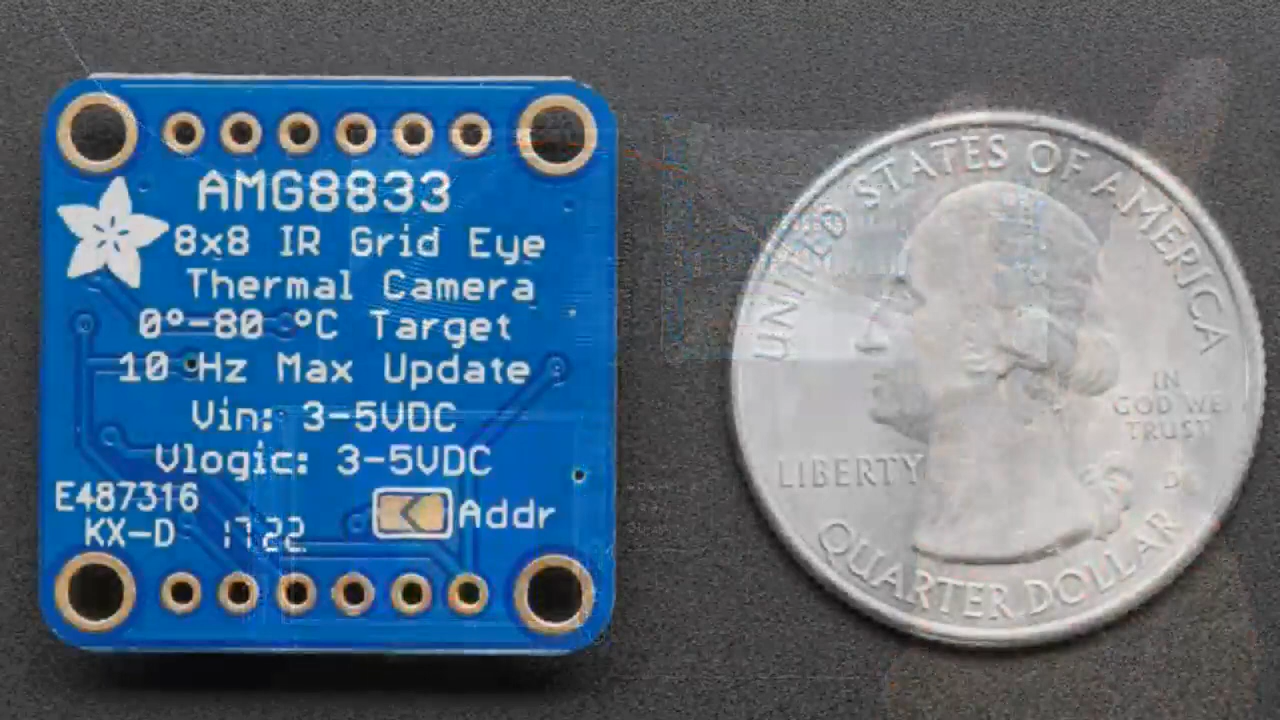 AMG8833
8x8 IR Grid Eye
Thermal Camera
0°-80 °C Target
10 Hz Max Update
Vin: 3-5VDC
Vlogic: 3-5VDC
E487316
KX-D 1722
Addr
UNITED STATES OF AMERICA
IN
GOD WE
TRUST
LIBERTY
QUARTER DOLLAR